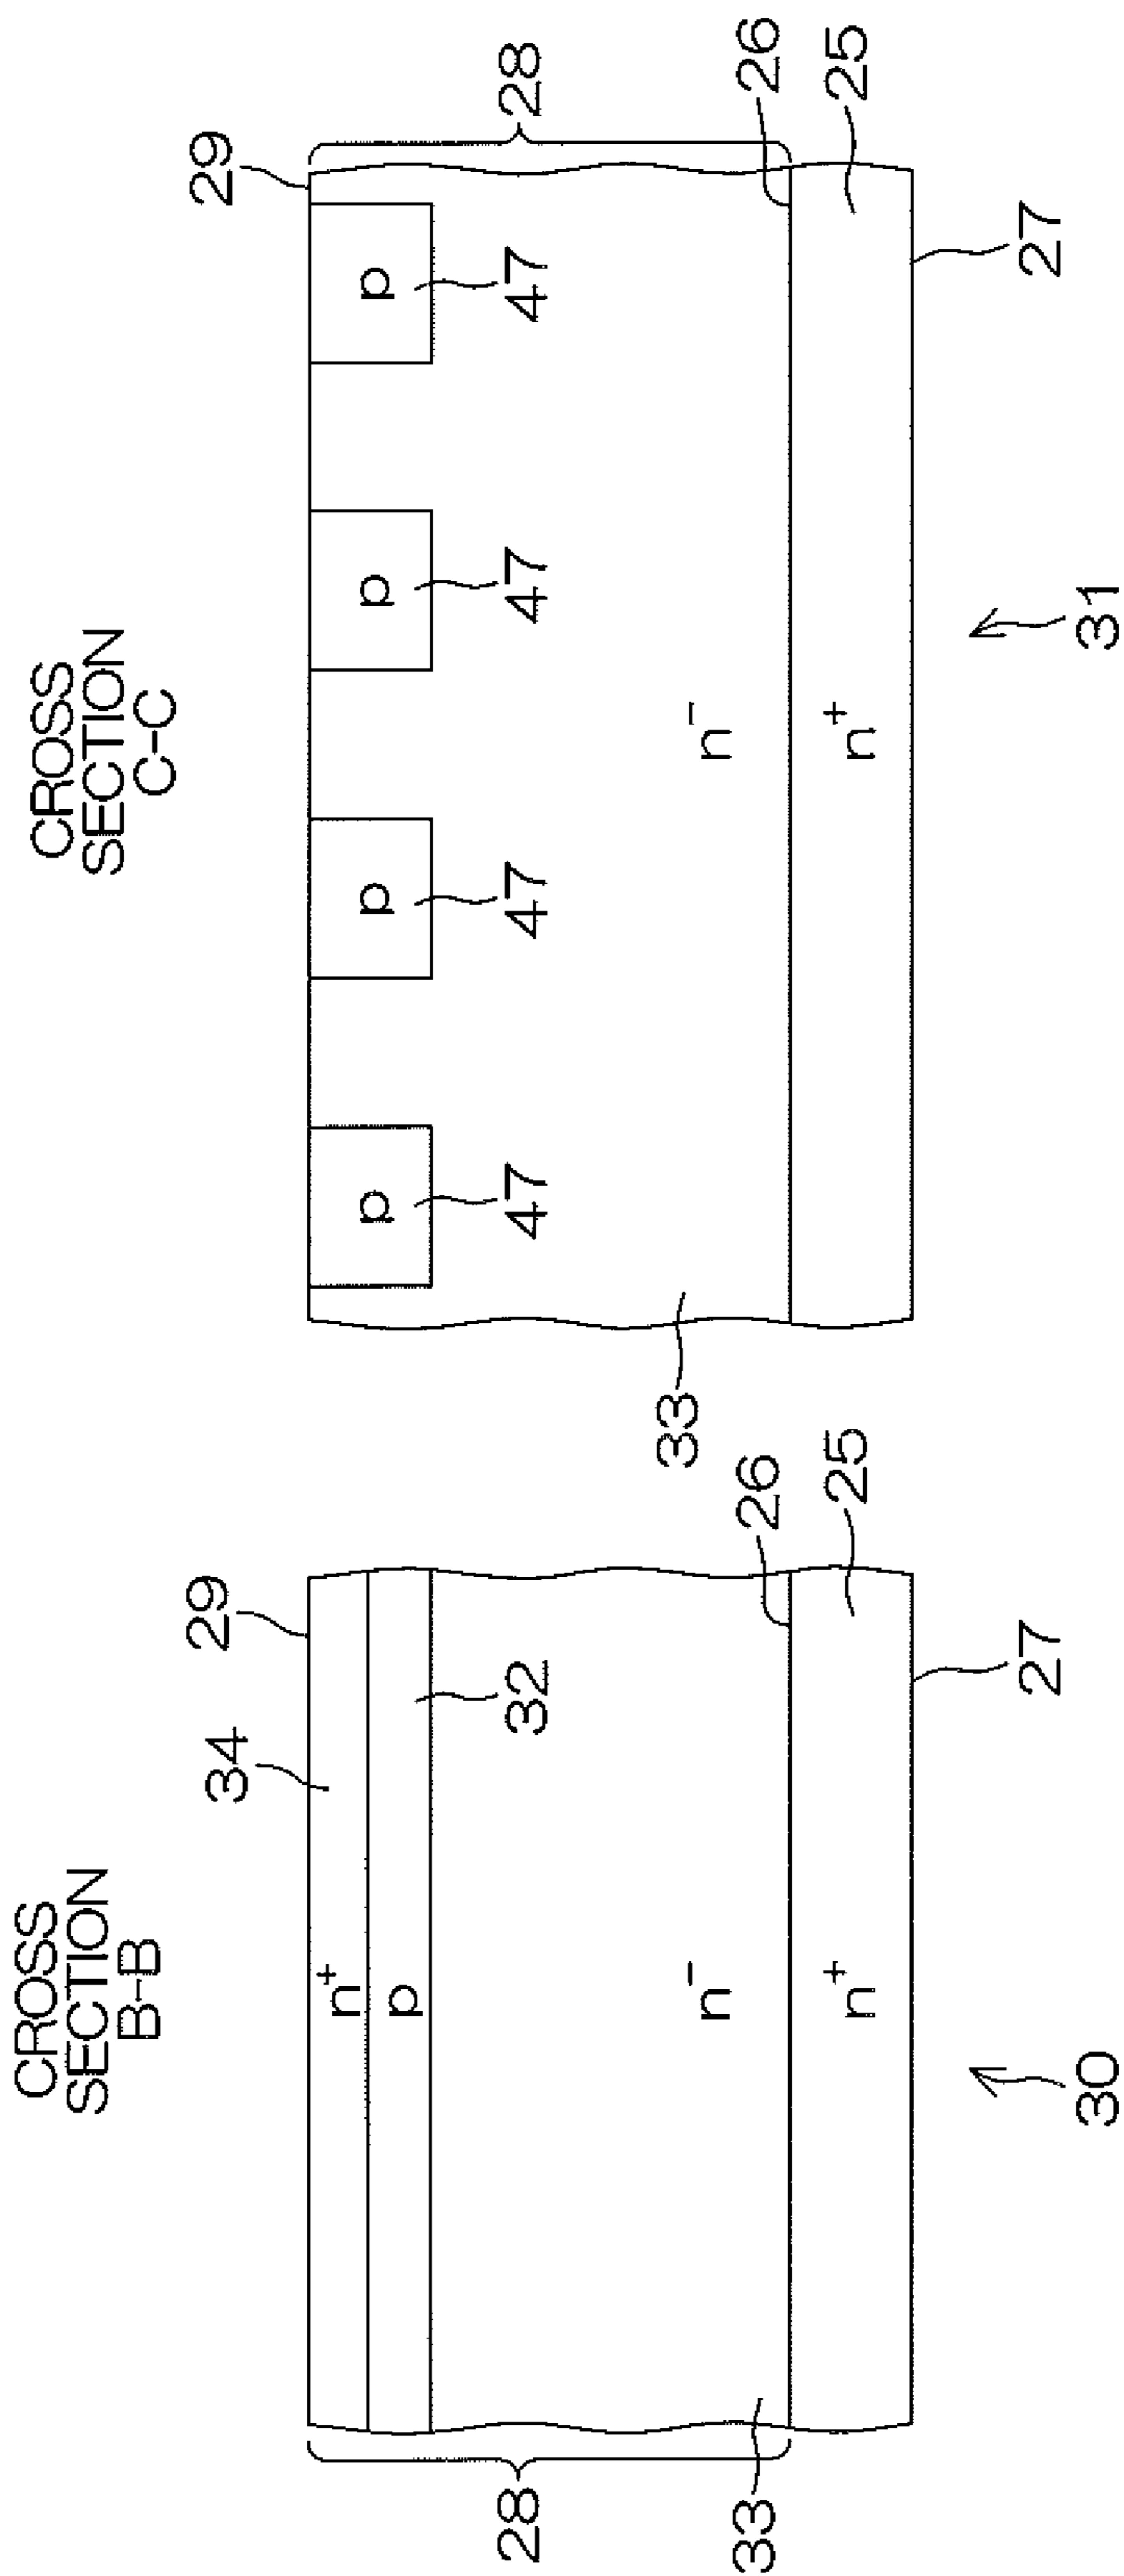 CROSS
SECTION
B-B
34
29
n⁺
p
28
32
n⁻
33
26
n⁺
25
30
27
CROSS
SECTION
C-C
29
p
p
p
p
47
47
47
47
28
33
n⁻
26
n⁺
25
31
27